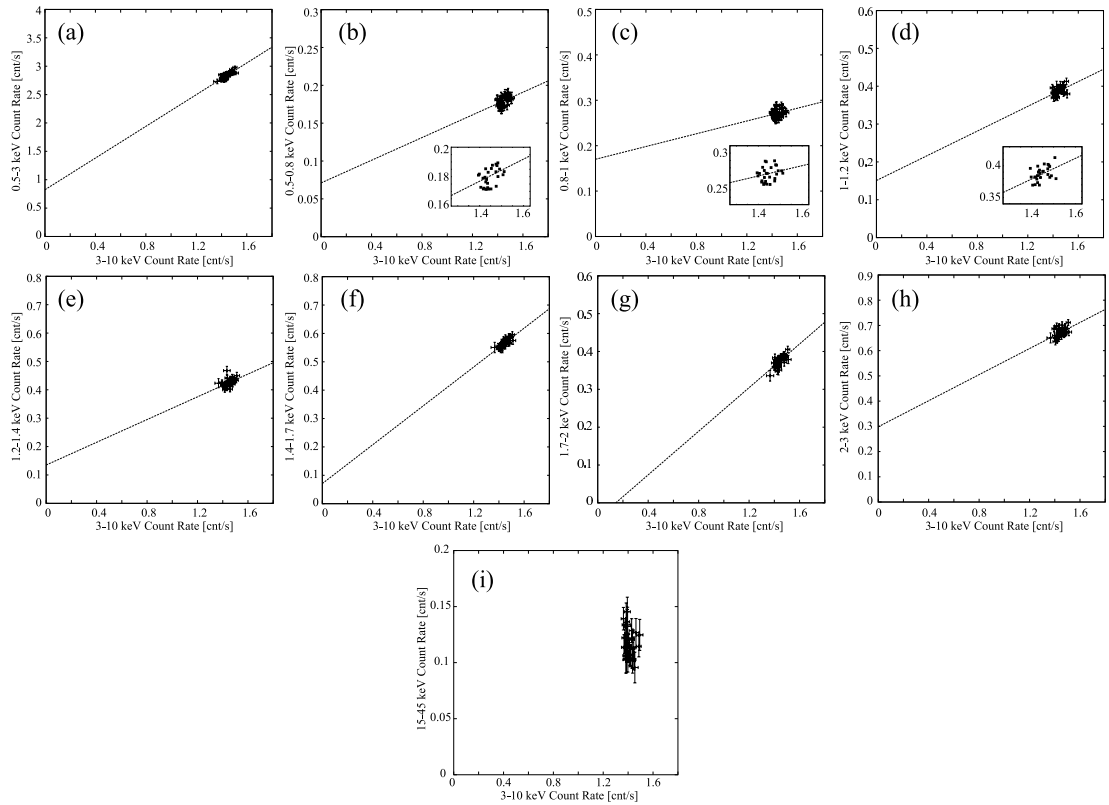 (a)
4
3.5
3
2.5
2
1.5
1
0.5
0
0 0.4 0.8 1.2 1.6
0.5–3 keV Count Rate [cnt/s]
3–10 keV Count Rate [cnt/s]
(b)
0.3
0.25
0.2
0.15
0.1
0.05
0
0 0.4 0.8 1.2 1.6
0.5–0.8 keV Count Rate [cnt/s]
3–10 keV Count Rate [cnt/s]
0.2
0.18
0.16
1.4 1.6
(c)
0.5
0.4
0.3
0.2
0.1
0
0 0.4 0.8 1.2 1.6
0.8–1 keV Count Rate [cnt/s]
3–10 keV Count Rate [cnt/s]
0.3
0.25
1.4 1.6
(d)
0.6
0.5
0.4
0.3
0.2
0.1
0
0 0.4 0.8 1.2 1.6
1–1.2 keV Count Rate [cnt/s]
3–10 keV Count Rate [cnt/s]
0.4
0.35
1.4 1.6
(e)
0.8
0.7
0.6
0.5
0.4
0.3
0.2
0.1
0
0 0.4 0.8 1.2 1.6
1.2–1.4 keV Count Rate [cnt/s]
3–10 keV Count Rate [cnt/s]
(f)
0.8
0.7
0.6
0.5
0.4
0.3
0.2
0.1
0
0 0.4 0.8 1.2 1.6
1.4–1.7 keV Count Rate [cnt/s]
3–10 keV Count Rate [cnt/s]
(g)
0.6
0.5
0.4
0.3
0.2
0.1
0
0 0.4 0.8 1.2 1.6
1.7–2 keV Count Rate [cnt/s]
3–10 keV Count Rate [cnt/s]
(h)
0.9
0.8
0.7
0.6
0.5
0.4
0.3
0.2
0.1
0
0 0.4 0.8 1.2 1.6
2–3 keV Count Rate [cnt/s]
3–10 keV Count Rate [cnt/s]
(i)
0.2
0.15
0.1
0.05
0
0 0.4 0.8 1.2 1.6
15–45 keV Count Rate [cnt/s]
3–10 keV Count Rate [cnt/s]